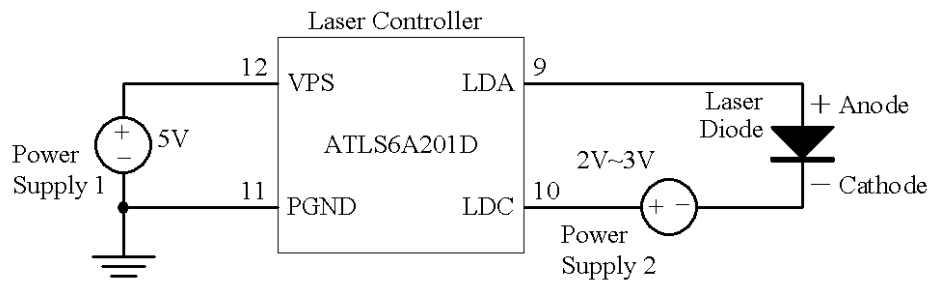 Laser Controller
12
VPS
LDA
9
+
−
5V
ATLS6A201D
Laser
Diode
+ Anode
Power
Supply 1
2V~3V
− Cathode
11
PGND
LDC
10
+ −
Power
Supply 2